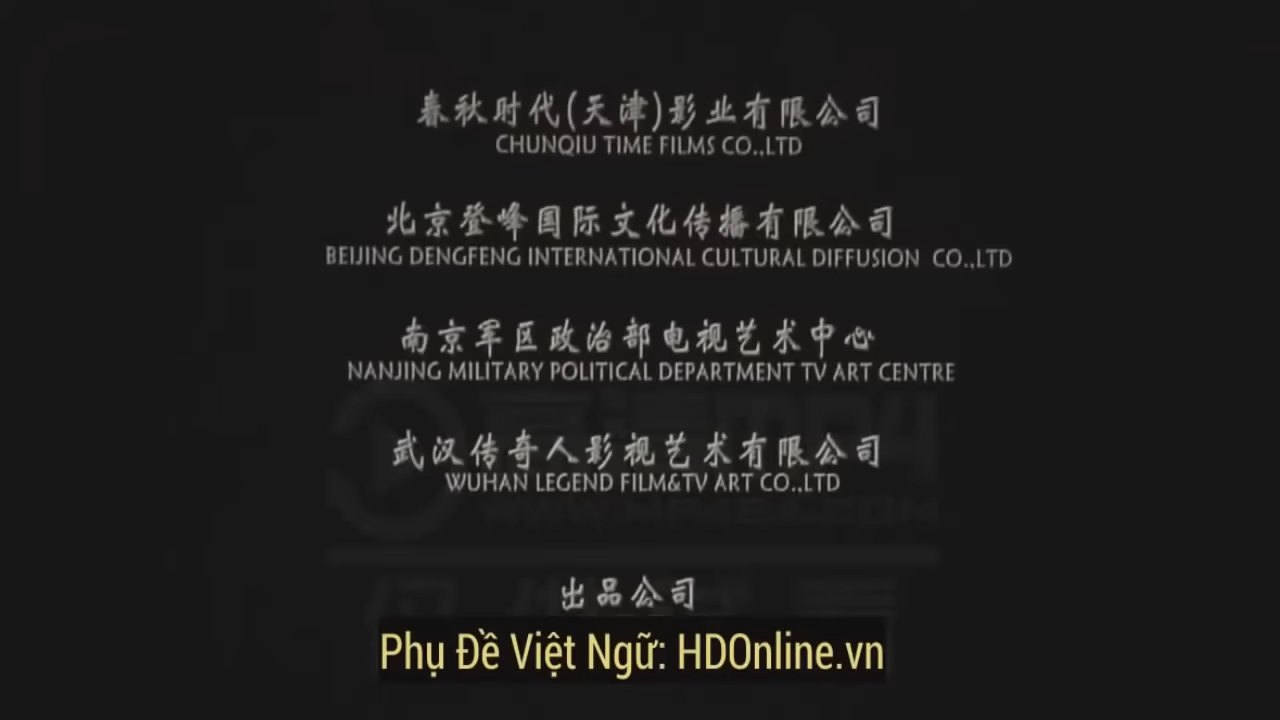 春秋时代(天津)影业有限公司
CHUNQIU TIME FILMS CO.,LTD
北京登峰国际文化传播有限公司
BEIJING DENGFENG INTERNATIONAL CULTURAL DIFFUSION CO.,LTD
南京军区政治部电视艺术中心
NANJING MILITARY POLITICAL DEPARTMENT TV ART CENTRE
武汉传奇人影视艺术有限公司
WUHAN LEGEND FILM&TV ART CO.,LTD
出品公司
Phụ Đề Việt Ngữ: HDOnline.vn